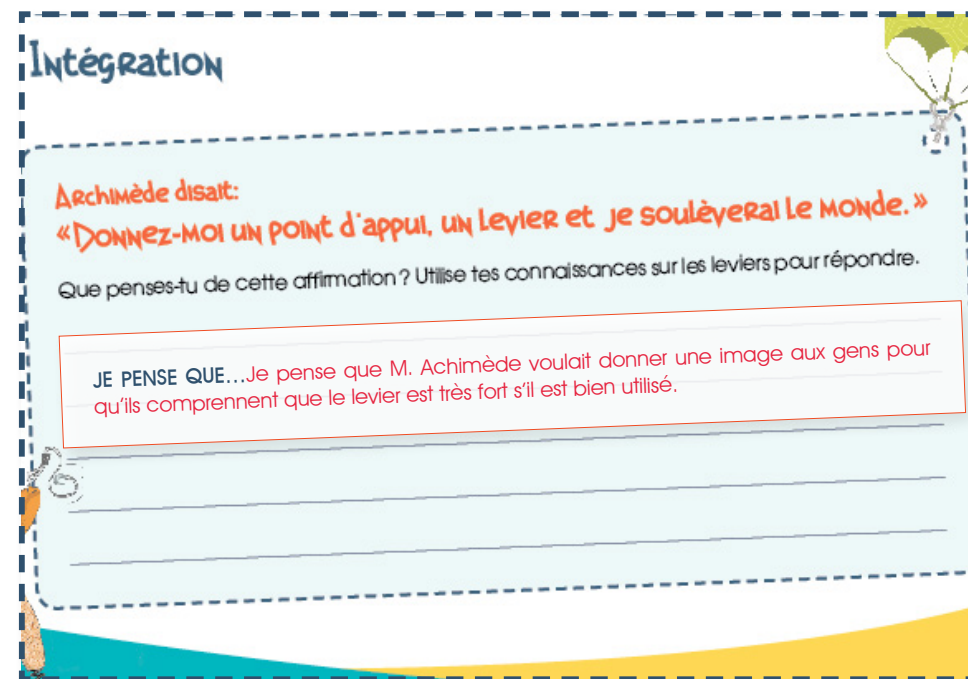 Intégration
Archimède disait:
«Donnez-moi un point d'appui, un levier et je soulèverai le monde.»
Que penses-tu de cette affirmation? Utilise tes connaissances sur les leviers pour répondre.
JE PENSE QUE...Je pense que M. Achimède voulait donner une image aux gens pour
qu'ils comprennent que le levier est très fort s'il est bien utilisé.